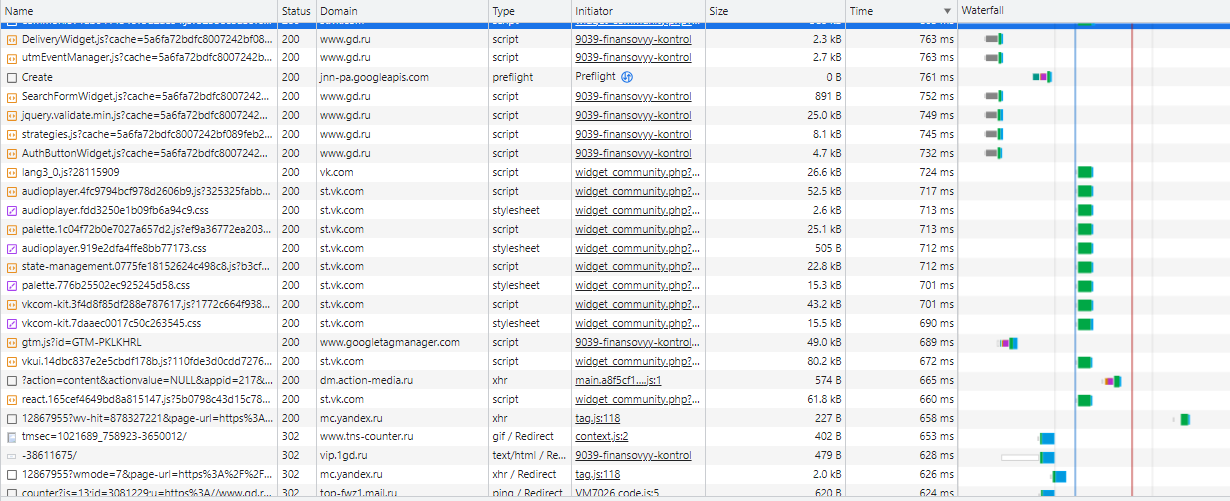 Name Status Domain Type Initiator Size Time Waterfall
DeliveryWidget.js?cache=5a6fa72bdfc8007242bf08... 200 www.gd.ru script 9039-finansovyy-kontrol 2.3 kB 763 ms
utmEventManager.js?cache=5a6fa72bdfc8007242b... 200 www.gd.ru script 9039-finansovyy-kontrol 2.7 kB 763 ms
Create 200 jnn-pa.googleapis.com preflight Preflight 0 B 761 ms
SearchFormWidget.js?cache=5a6fa72bdfc8007242... 200 www.gd.ru script 9039-finansovyy-kontrol 891 B 752 ms
jquery.validate.min.js?cache=5a6fa72bdfc8007242... 200 www.gd.ru script 9039-finansovyy-kontrol 25.0 kB 749 ms
strategies.js?cache=5a6fa72bdfc8007242bf089feb2... 200 www.gd.ru script 9039-finansovyy-kontrol 8.1 kB 745 ms
AuthButtonWidget.js?cache=5a6fa72bdfc8007242... 200 www.gd.ru script 9039-finansovyy-kontrol 4.7 kB 732 ms
lang3_0.js?28115909 200 vk.com script widget_community.php?... 26.6 kB 724 ms
audioplayer.4fc9794bcf978d2606b9.js?325325fabb... 200 st.vk.com script widget_community.php?... 52.5 kB 717 ms
audioplayer.fdd3250e1b09fb6a94c9.css 200 st.vk.com stylesheet widget_community.php?... 2.6 kB 713 ms
palette.1c04f72b0e7027a657d2.js?ef9a36772ea203... 200 st.vk.com script widget_community.php?... 25.1 kB 713 ms
audioplayer.919e2dfa4ffe8bb77173.css 200 st.vk.com stylesheet widget_community.php?... 505 B 712 ms
state-management.0775fe18152624c498c8.js?b3cf... 200 st.vk.com script widget_community.php?... 22.8 kB 712 ms
palette.776b25502ec925245d58.css 200 st.vk.com stylesheet widget_community.php?... 15.3 kB 701 ms
vkcom-kit.3f4d8f85df288e787617.js?1772c664f938... 200 st.vk.com script widget_community.php?... 43.2 kB 701 ms
vkcom-kit.7daaec0017c50c263545.css 200 st.vk.com stylesheet widget_community.php?... 15.5 kB 690 ms
gtm.js?id=GTM-PKLKHRL 200 www.googletagmanager.com script 9039-finansovyy-kontrol 49.0 kB 689 ms
vkui.14dbc837e2e5cbdf178b.js?110fde3d0cdd7276... 200 st.vk.com script widget_community.php?... 80.2 kB 672 ms
?action=content&actionvalue=NULL&appid=217&... 200 dm.action-media.ru xhr main.a8f5cf1....js:1 574 B 665 ms
react.165cef4649bd8a815147.js?5b0798c43d15c78... 200 st.vk.com script widget_community.php?... 61.8 kB 660 ms
12867955?wv-hit=878327221&page-url=https%3A... 200 mc.yandex.ru xhr tag.js:118 227 B 658 ms
tmsec=1021689_758923-3650012/ 302 www.tns-counter.ru gif / Redirect context.js:2 402 B 653 ms
-38611675/ 302 vip.1gd.ru text/html / Re... 9039-finansovyy-kontrol 479 B 628 ms
12867955?wmode=7&page-url=https%3A%2F%2F... 302 mc.yandex.ru xhr / Redirect tag.js:118 2.0 kB 626 ms
counter?js=13;id=3081229;u=https%3A//www.gd.r... 302 top-fwz1.mail.ru ping / Redirect VM7026 code.js:5 620 B 624 ms